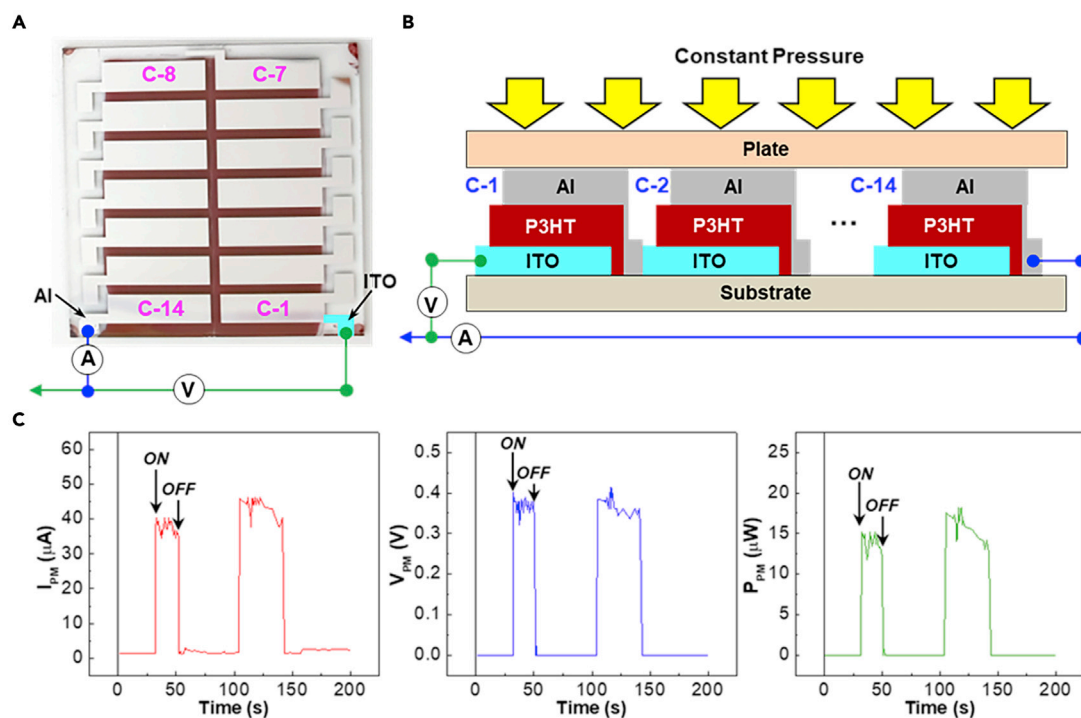 A
C-8
C-7
Al
C-14
C-1
ITO
A
V
B
Constant Pressure
Plate
C-1
Al
C-2
Al
C-14
Al
P3HT
P3HT
...
P3HT
ITO
ITO
ITO
V
Substrate
A
C
I_PM (μA)
60
50
40
30
20
10
0
ON
OFF
0
50
100
150
200
Time (s)
V_PM (V)
0.5
0.4
0.3
0.2
0.1
0.0
ON
OFF
0
50
100
150
200
Time (s)
P_PM (μW)
25
20
15
10
5
0
ON
OFF
0
50
100
150
200
Time (s)